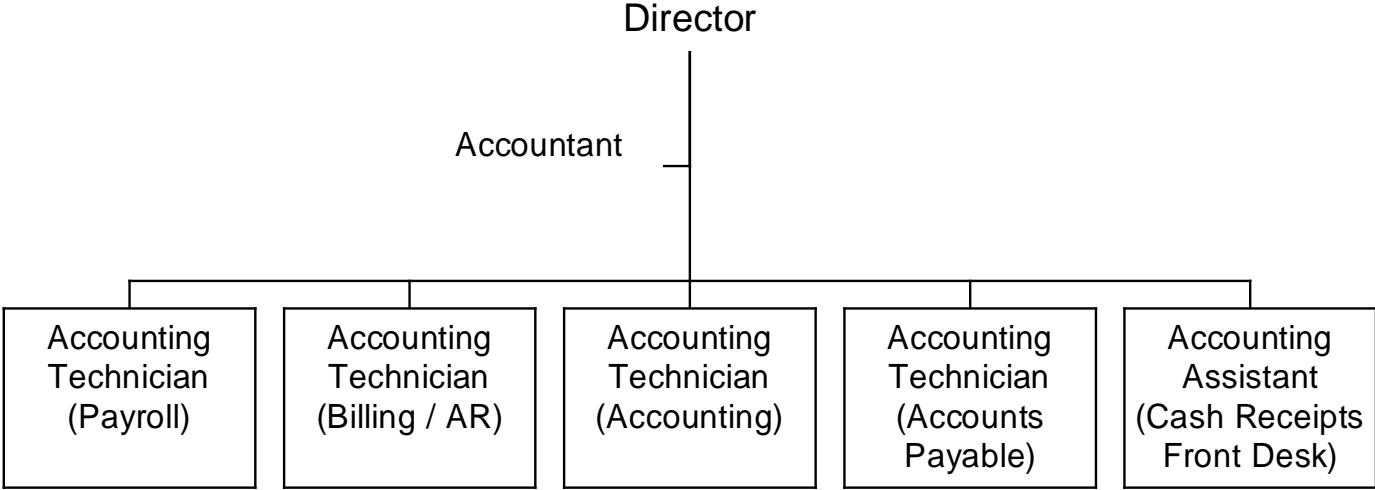 Director
Accountant
Accounting
Technician
(Payroll)
Accounting
Technician
(Billing / AR)
Accounting
Technician
(Accounting)
Accounting
Technician
(Accounts
Payable)
Accounting
Assistant
(Cash Receipts
Front Desk)